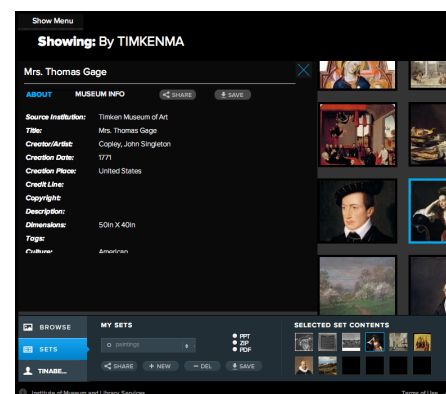 Show Menu
Showing: By TIMKENMA
Mrs. Thomas Gage
ABOUT MUSEUM INFO SHARE SAVE
Source Institution: Timken Museum of Art
Title: Mrs. Thomas Gage
Creator/Artist: Copley, John Singleton
Creation Date: 1771
Creation Place: United States
Credit Line:
Copyright:
Description:
Dimensions: 50in X 40in
Tags:
Culture: American
BROWSE MY SETS SELECTED SET CONTENTS
PPT
ZIP
PDF
SETS paintings
TINABE... SHARE + NEW - DEL SAVE
Institute of Museum and Library Services Terms of Use